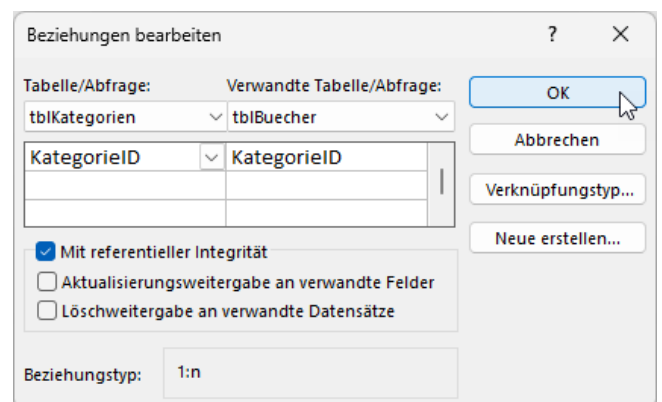 Beziehungen bearbeiten ?
Tabelle/Abfrage: Verwandte Tabelle/Abfrage: OK
tblKategorien tblBuecher
Abbrechen
KategorieID KategorieID
Verknüpfungstyp...
Neue erstellen...
Mit referentieller Integrität
Aktualisierungsweitergabe an verwandte Felder
Löschweitergabe an verwandte Datensätze
Beziehungstyp: 1:n